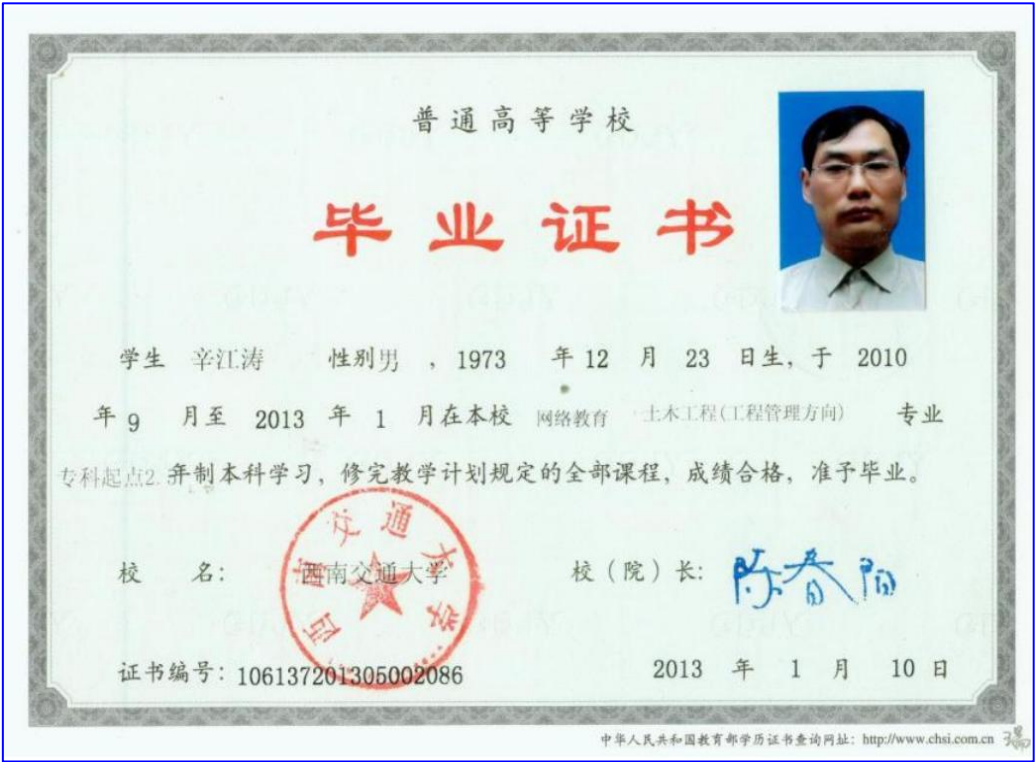 普通高等学校
毕业证书
学生 辛江涛 性别男 ，1973 年 12 月 23 日生，于 2010
年 9 月至 2013 年 1 月在本校 网络教育 土木工程(工程管理方向) 专业
专科起点2.5年制本科学习，修完教学计划规定的全部课程，成绩合格，准予毕业。
校 名： 西南交通大学 校（院）长： 陈春阳
西南交通大学
证书编号：106137201305002086 2013 年 1 月 10 日
中华人民共和国教育部学历证书查询网址：http://www.chsi.com.cn